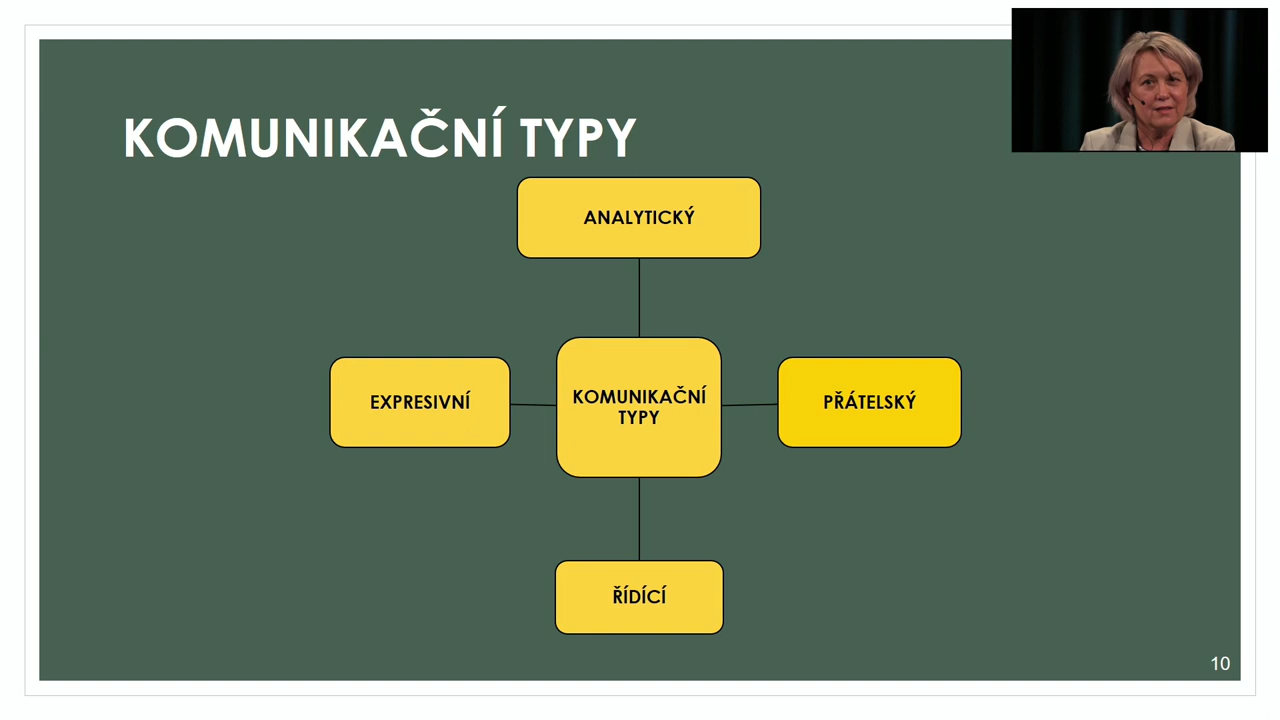 KOMUNIKAČNÍ TYPY
ANALYTICKÝ
EXPRESIVNÍ
KOMUNIKAČNÍ
TYPY
PŘÁTELSKÝ
ŘÍDÍCÍ
10